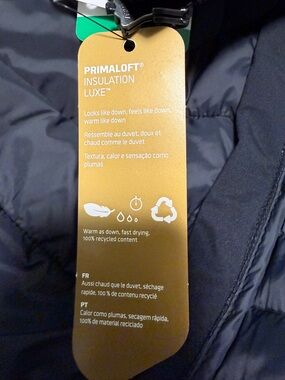 PRIMALOFT®
INSULATION
LUXE™
Looks like down, feels like down,
warm like down
Ressemble au duvet, doux et
chaud comme le duvet
Textura, calor e sensação como
plumas
Warm as down, fast drying,
100% recycled content
FR
Aussi chaud que le duvet, séchage
rapide, 100 % de contenu recyclé
PT
Calor como plumas, secagem rápida,
100% de material reciclado